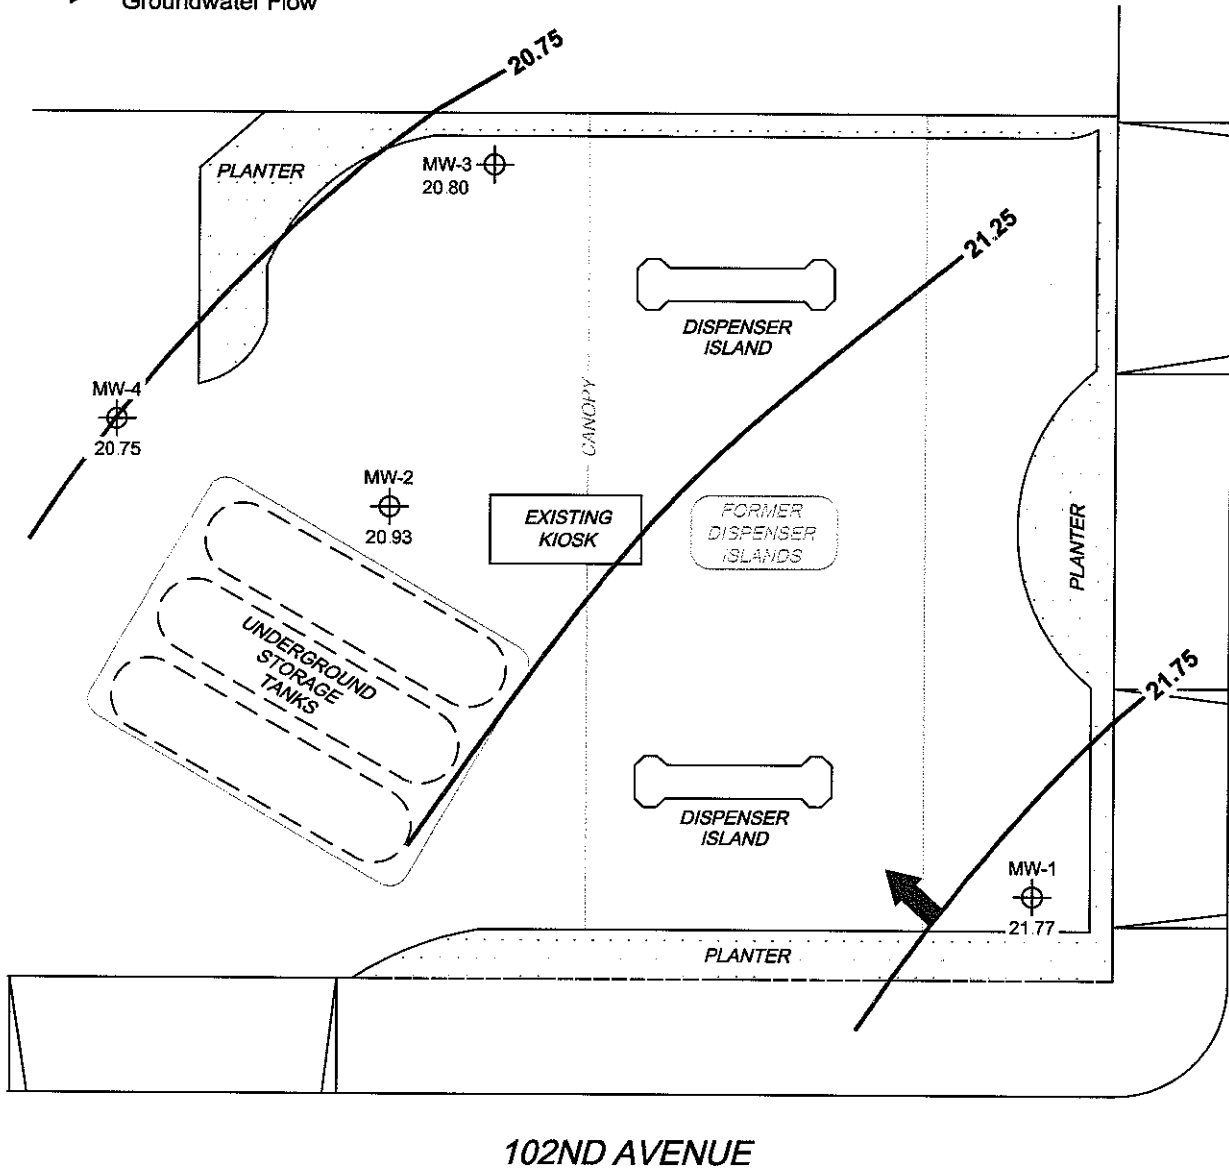 Groundwater Flow
20.75
PLANTER
MW-3
20.80
21.25
DISPENSER
ISLAND
MW-4
20.75
CANOPY
MW-2
20.93
EXISTING
KIOSK
FORMER
DISPENSER
ISLANDS
PLANTER
UNDERGROUND
STORAGE
TANKS
21.75
DISPENSER
ISLAND
MW-1
21.77
PLANTER
102ND AVENUE